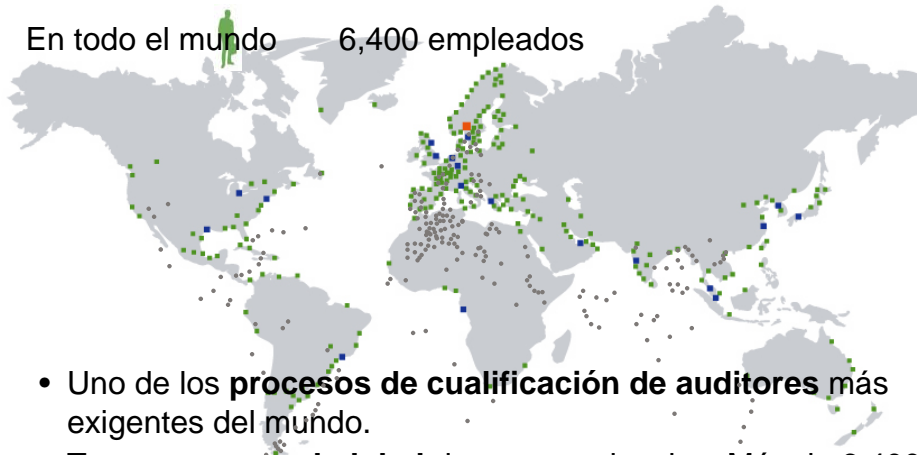 En todo el mundo 6,400 empleados
• Uno de los procesos de cualificación de auditores más
exigentes del mundo.